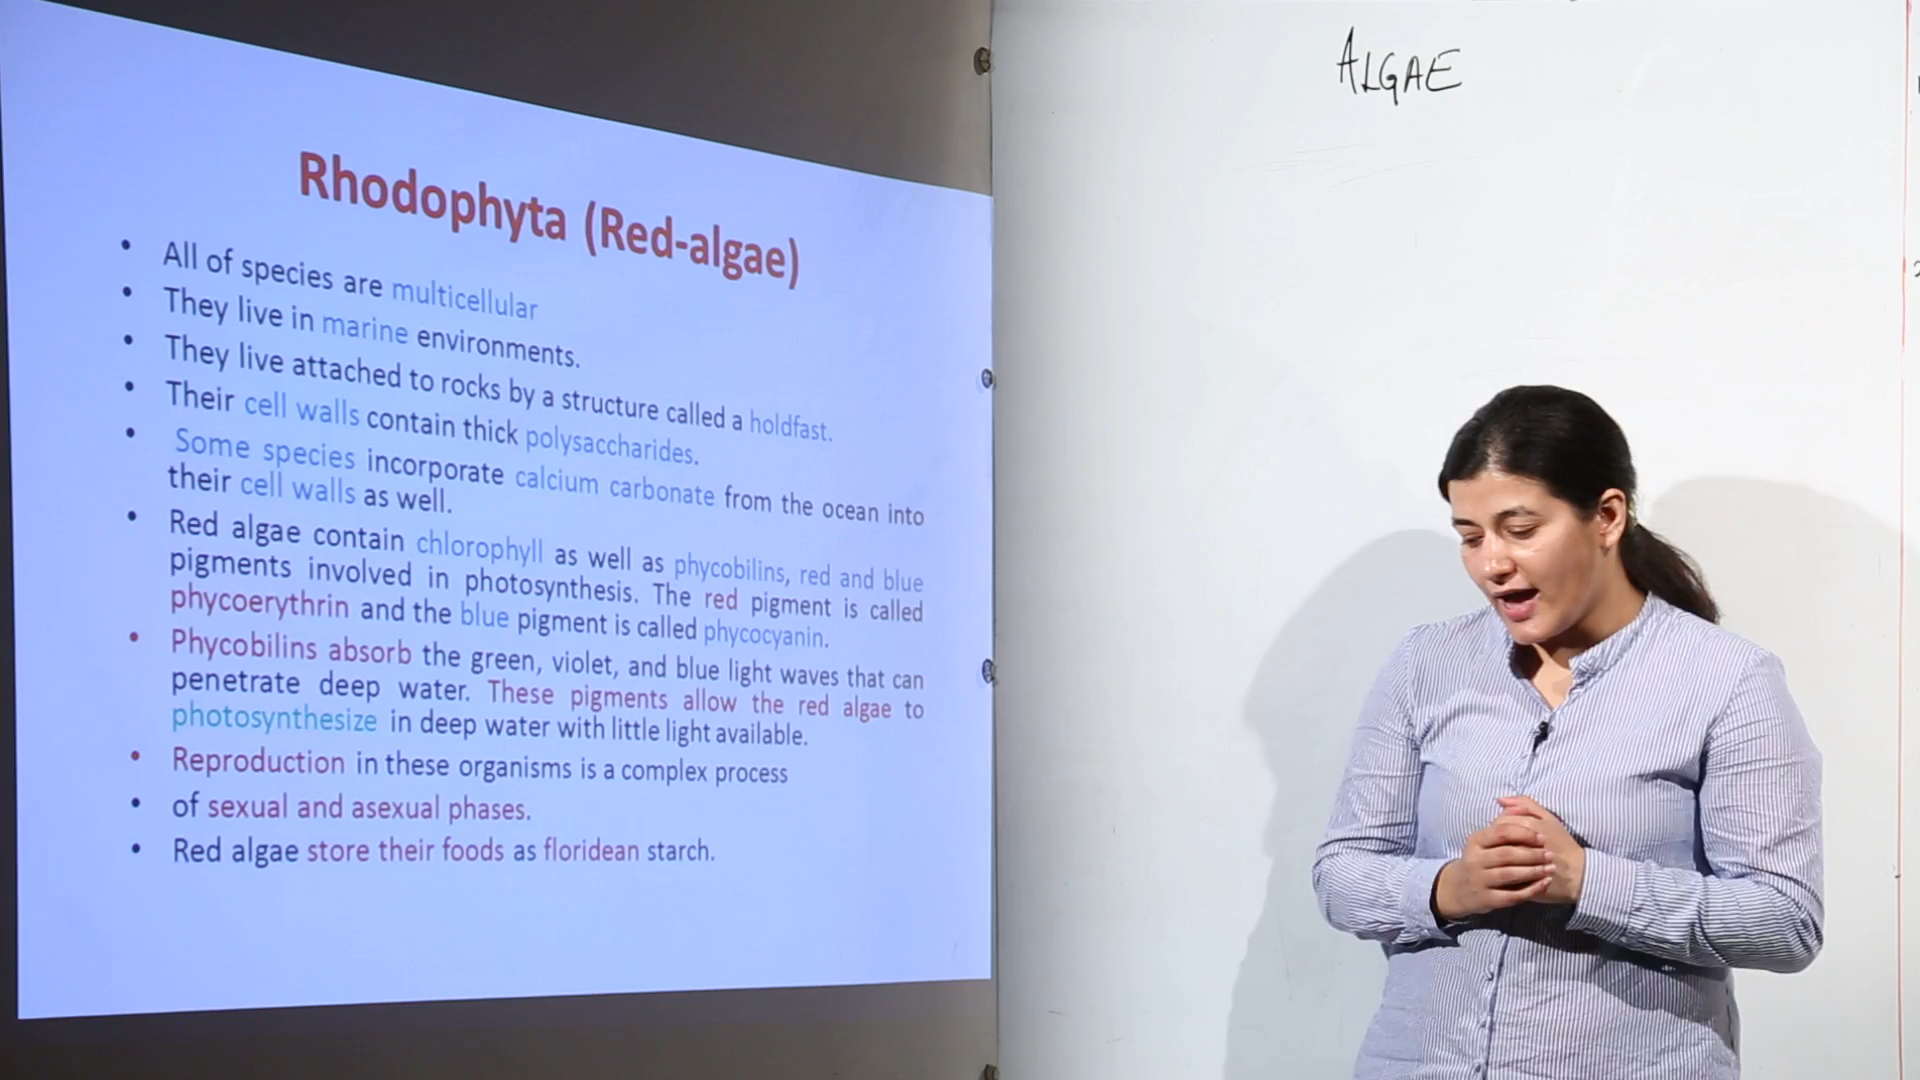 ALGAE
Rhodophyta (Red-algae)
• All of species are multicellular
• They live in marine environments.
• They live attached to rocks by a structure called a holdfast.
• Their cell walls contain thick polysaccharides.
• Some species incorporate calcium carbonate from the ocean into
their cell walls as well.
• Red algae contain chlorophyll as well as phycobilins, red and blue
pigments involved in photosynthesis. The red pigment is called
phycoerythrin and the blue pigment is called phycocyanin.
• Phycobilins absorb the green, violet, and blue light waves that can
penetrate deep water. These pigments allow the red algae to
photosynthesize in deep water with little light available.
• Reproduction in these organisms is a complex process
• of sexual and asexual phases.
• Red algae store their foods as floridean starch.